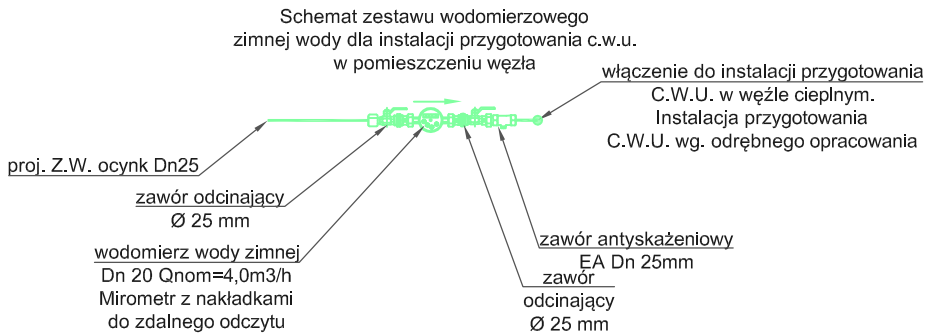 Schemat zestawu wodomierzowego
zimnej wody dla instalacji przygotowania c.w.u.
w pomieszczeniu węzła
włączenie do instalacji przygotowania
C.W.U. w węźle cieplnym.
Instalacja przygotowania
C.W.U. wg. odrębnego opracowania
proj. Z.W. ocynk Dn25
zawór odcinający
Ø 25 mm
wodomierz wody zimnej
Dn 20 Qnom=4,0m3/h
Mirometr z nakładkami
do zdalnego odczytu
zawór antyskażeniowy
EA Dn 25mm
zawór
odcinający
Ø 25 mm